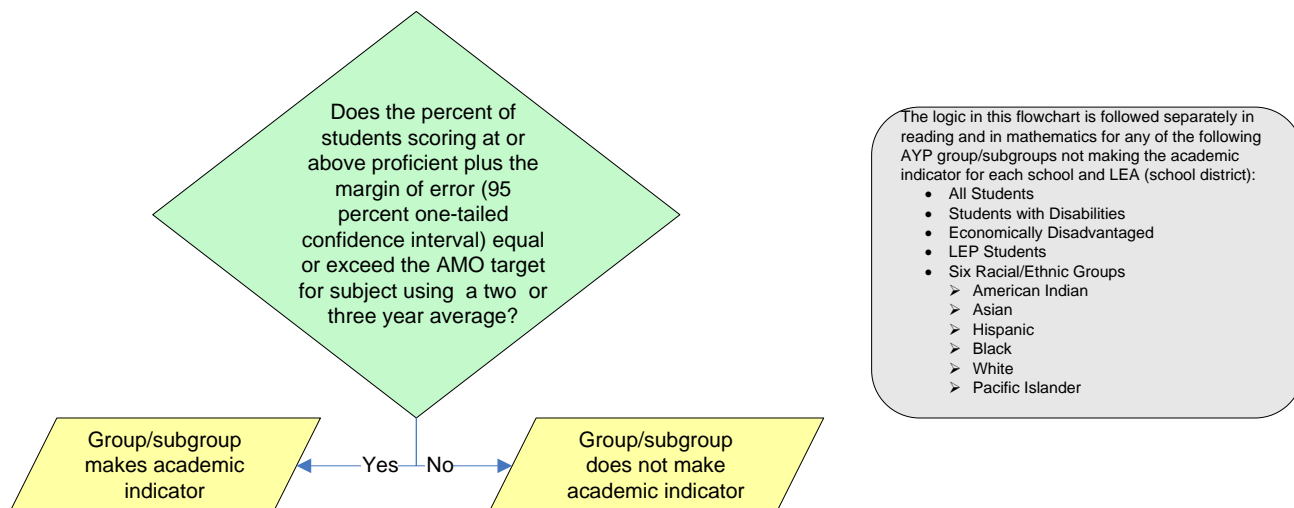 Does the percent of
students scoring at or
above proficient plus the
margin of error (95
percent one-tailed
confidence interval) equal
or exceed the AMO target
for subject using  a two  or
three year average?
Group/subgroup
makes academic
indicator
Yes
No
Group/subgroup
does not make
academic indicator
The logic in this flowchart is followed separately in
reading and in mathematics for any of the following
AYP group/subgroups not making the academic
indicator for each school and LEA (school district):
• All Students
• Students with Disabilities
• Economically Disadvantaged
• LEP Students
• Six Racial/Ethnic Groups
➢ American Indian
➢ Asian
➢ Hispanic
➢ Black
➢ White
➢ Pacific Islander